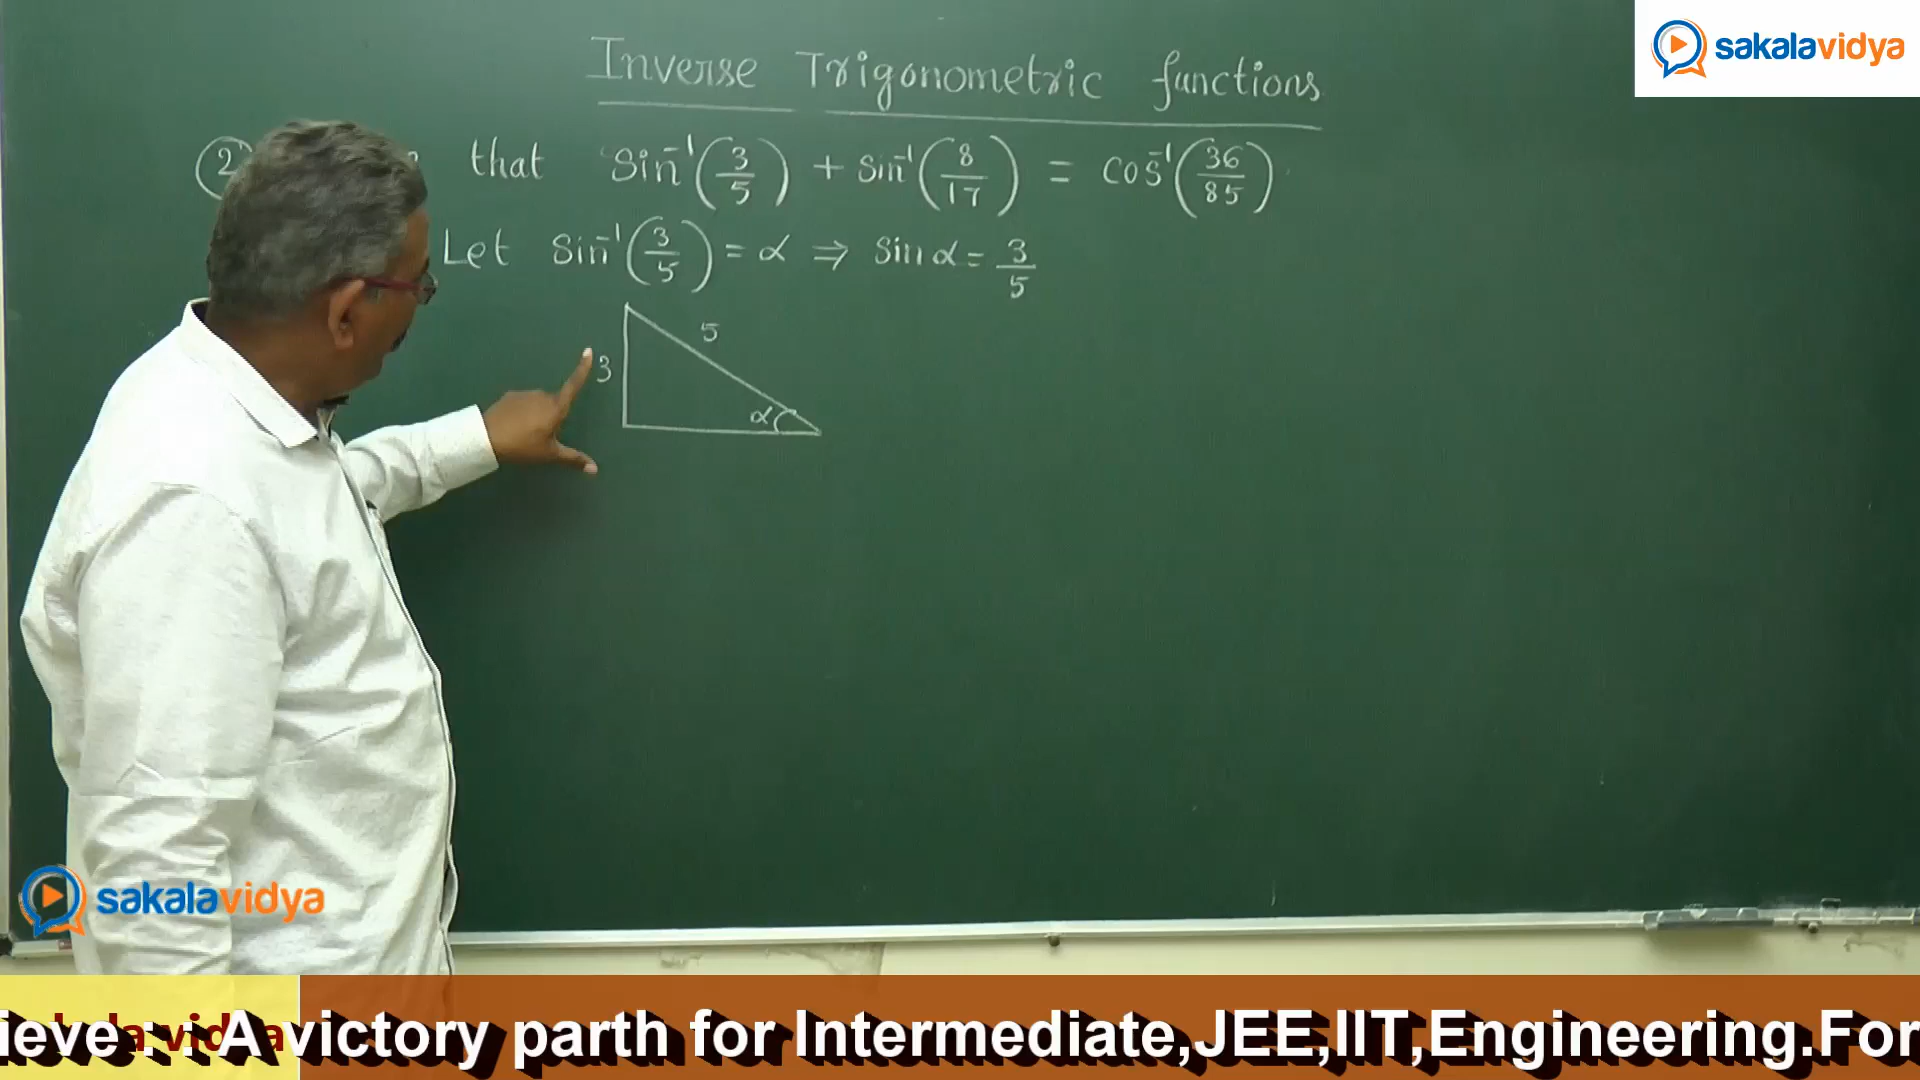 sakalavidya
Inverse Trigonometric functions
2) that Sin⁻¹(3/5) + Sin⁻¹(8/17) = Cos⁻¹(36/85)
Let Sin⁻¹(3/5) = α ⇒ Sin α = 3/5
5
3
α
sakalavidya
ieve : : A victory parth for Intermediate,JEE,IIT,Engineering.For